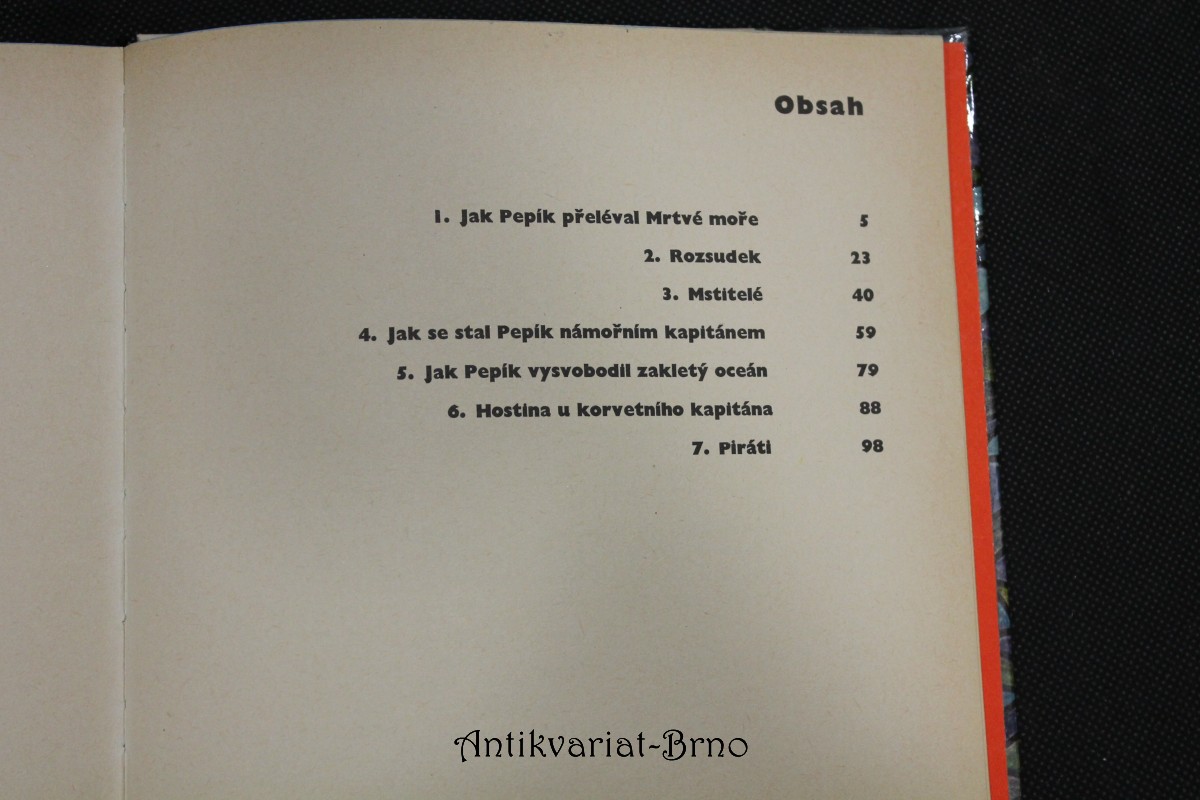 Obsah
1. Jak Pepík přeléval Mrtvé moře 5
2. Rozsudek 23
3. Mstitelé 40
4. Jak se stal Pepík námořním kapitánem 59
5. Jak Pepík vysvobodil zakletý oceán 79
6. Hostina u korvetního kapitána 88
7. Piráti 98
Antikvariat-Brno